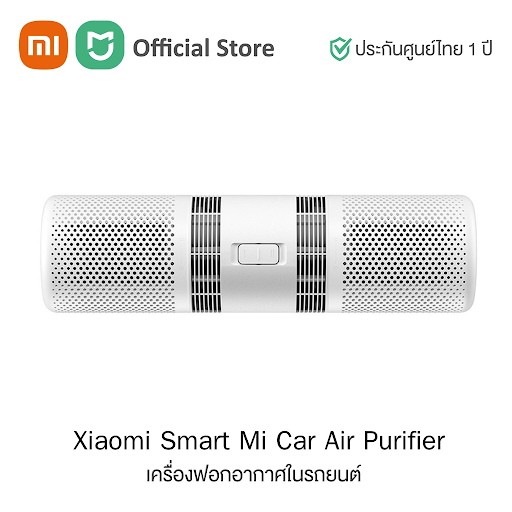 mi Official Store
ประกันศูนย์ไทย 1 ปี
Xiaomi Smart Mi Car Air Purifier
เครื่องฟอกอากาศในรถยนต์